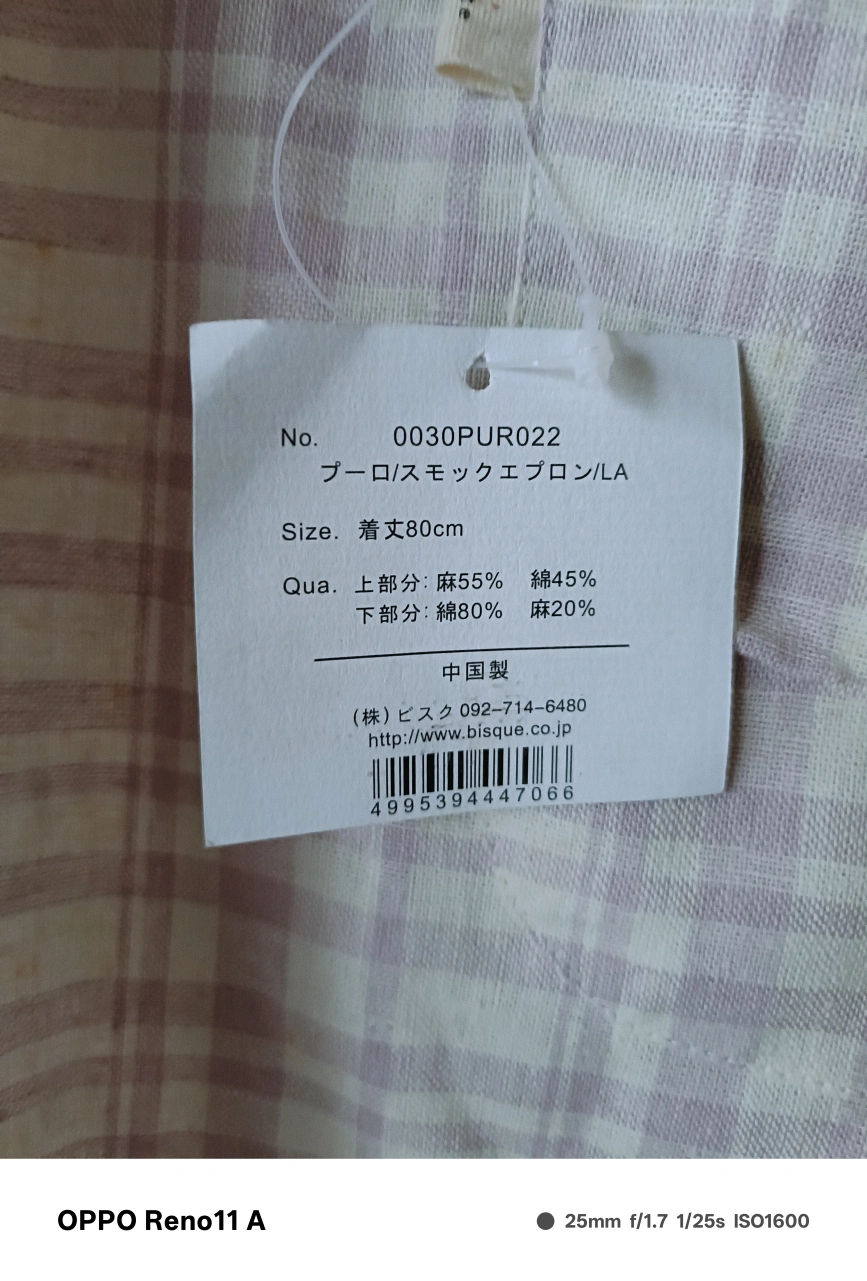 No. 0030PUR022
プーロ/スモックエプロン/LA
Size. 着丈80cm
Qua. 上部分: 麻55% 綿45%
下部分: 綿80% 麻20%
中国製
(株)ビスク 092-714-6480
http://www.bisque.co.jp
4995394447066
OPPO Reno11 A
25mm f/1.7 1/25s ISO1600